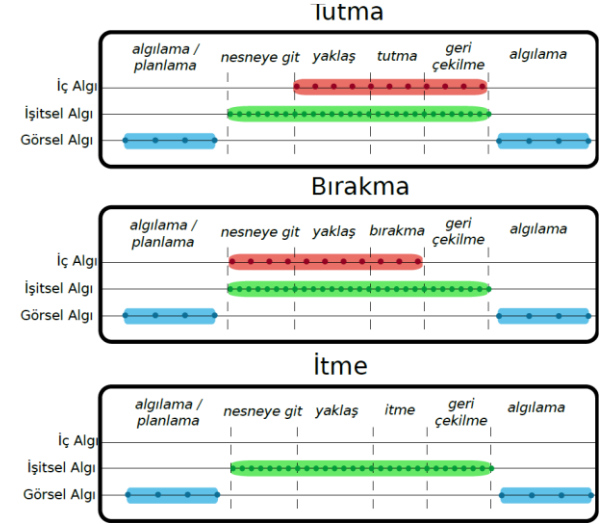 Tutma
algılama /
planlama
nesneye git
yaklaş
tutma
geri
çekilme
algılama
İç Algı
İşitsel Algı
Görsel Algı
Bırakma
algılama /
planlama
nesneye git
yaklaş
bırakma
geri
çekilme
algılama
İç Algı
İşitsel Algı
Görsel Algı
İtme
algılama /
planlama
nesneye git
yaklaş
itme
geri
çekilme
algılama
İç Algı
İşitsel Algı
Görsel Algı